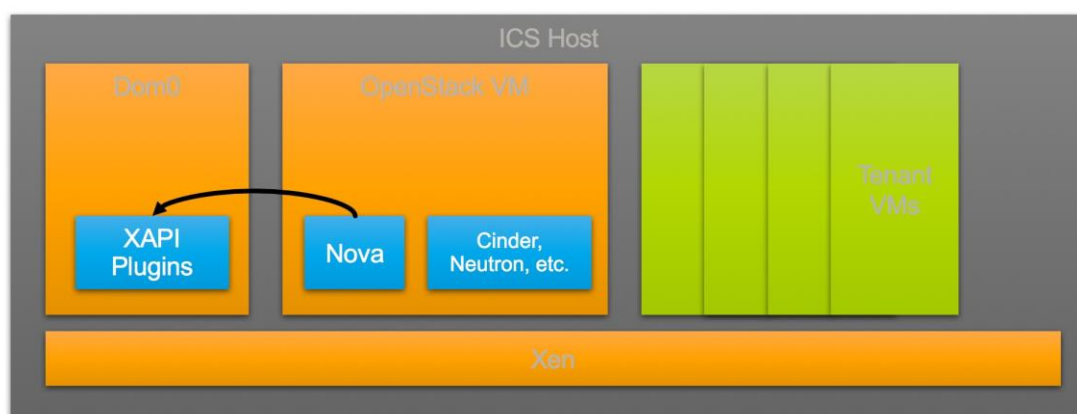 ICS Host
Dom0
OpenStack VM
Tenant
VMs
XAPI
Plugins
Nova
Cinder,
Neutron, etc.
Xen